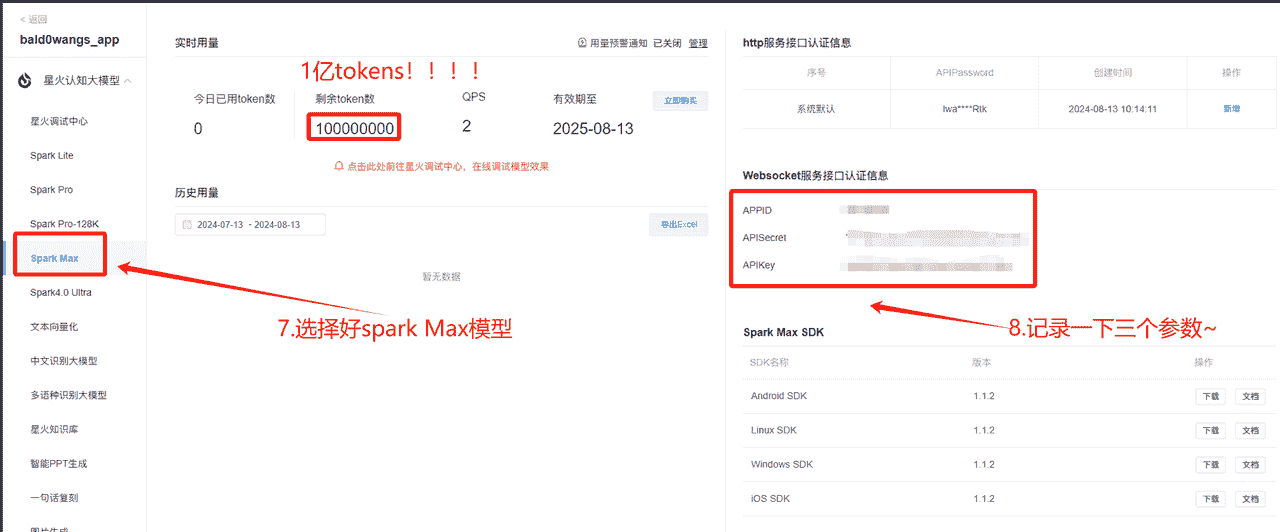 < 返回
bald0wangs_app
星火认知大模型
星火调试中心
Spark Lite
Spark Pro
Spark Pro-128K
Spark Max
Spark4.0 Ultra
文本向量化
中文识别大模型
多语种识别大模型
星火知识库
智能PPT生成
一句话复刻
图片生成
实时用量
用量预警通知 已关闭 管理
1亿tokens！！！！
今日已用token数 剩余token数 QPS 有效期至 立即购买
0 100000000 2 2025-08-13
点击此处前往星火调试中心，在线调试模型效果
历史用量
2024-07-13 - 2024-08-13 导出Excel
暂无数据
7.选择好spark Max模型
http服务接口认证信息
序号 APIPassword 创建时间 操作
系统默认 lwa****Rtk 2024-08-13 10:14:11 新增
Websocket服务接口认证信息
APPID
APISecret
APIKey
8.记录一下三个参数~
Spark Max SDK
SDK名称 版本 操作
Android SDK 1.1.2 下载 文档
Linux SDK 1.1.2 下载 文档
Windows SDK 1.1.2 下载 文档
iOS SDK 1.1.2 下载 文档